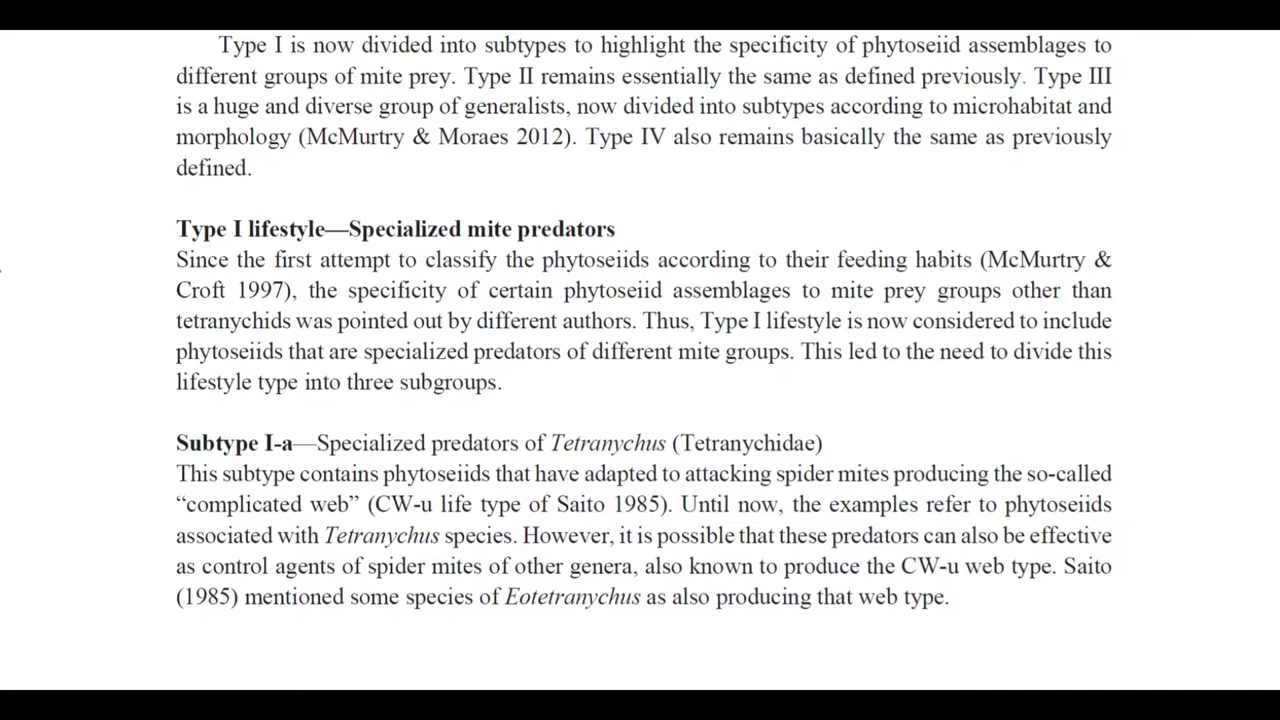 Type I is now divided into subtypes to highlight the specificity of phytoseiid assemblages to
different groups of mite prey. Type II remains essentially the same as defined previously. Type III
is a huge and diverse group of generalists, now divided into subtypes according to microhabitat and
morphology (McMurtry & Moraes 2012). Type IV also remains basically the same as previously
defined.
Type I lifestyle—Specialized mite predators
Since the first attempt to classify the phytoseiids according to their feeding habits (McMurtry &
Croft 1997), the specificity of certain phytoseiid assemblages to mite prey groups other than
tetranychids was pointed out by different authors. Thus, Type I lifestyle is now considered to include
phytoseiids that are specialized predators of different mite groups. This led to the need to divide this
lifestyle type into three subgroups.
Subtype I-a—Specialized predators of Tetranychus (Tetranychidae)
This subtype contains phytoseiids that have adapted to attacking spider mites producing the so-called
“complicated web” (CW-u life type of Saito 1985). Until now, the examples refer to phytoseiids
associated with Tetranychus species. However, it is possible that these predators can also be effective
as control agents of spider mites of other genera, also known to produce the CW-u web type. Saito
(1985) mentioned some species of Eotetranychus as also producing that web type.